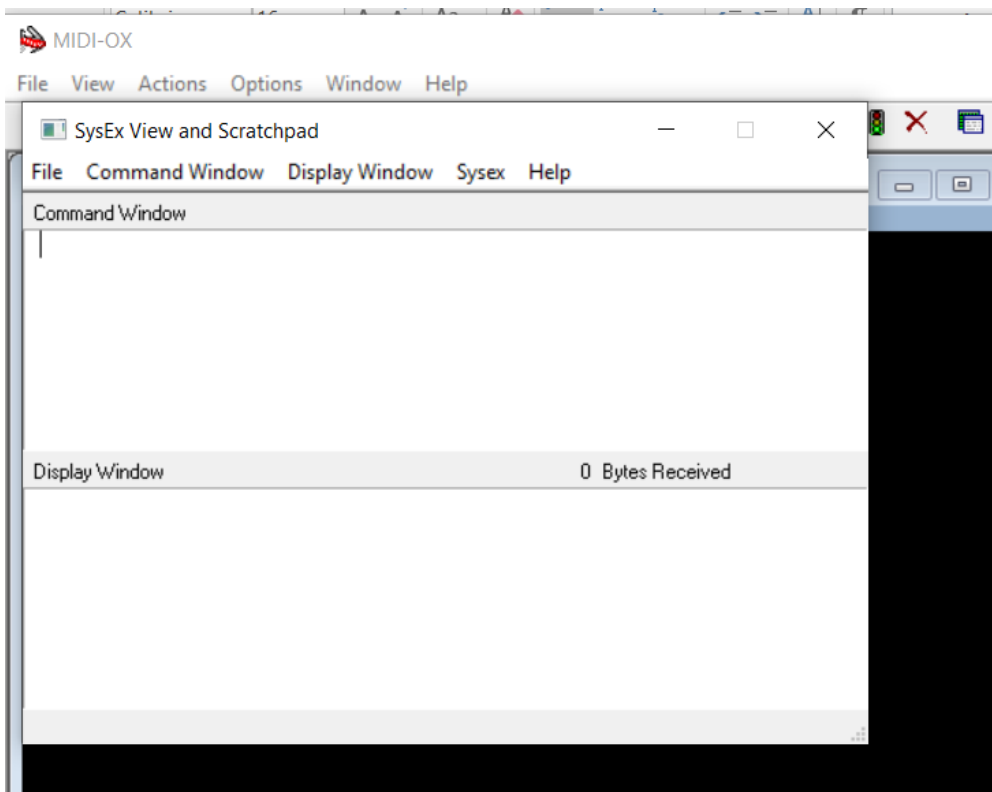 MIDI-OX
File View Actions Options Window Help
SysEx View and Scratchpad
File Command Window Display Window Sysex Help
Command Window
Display Window 0 Bytes Received